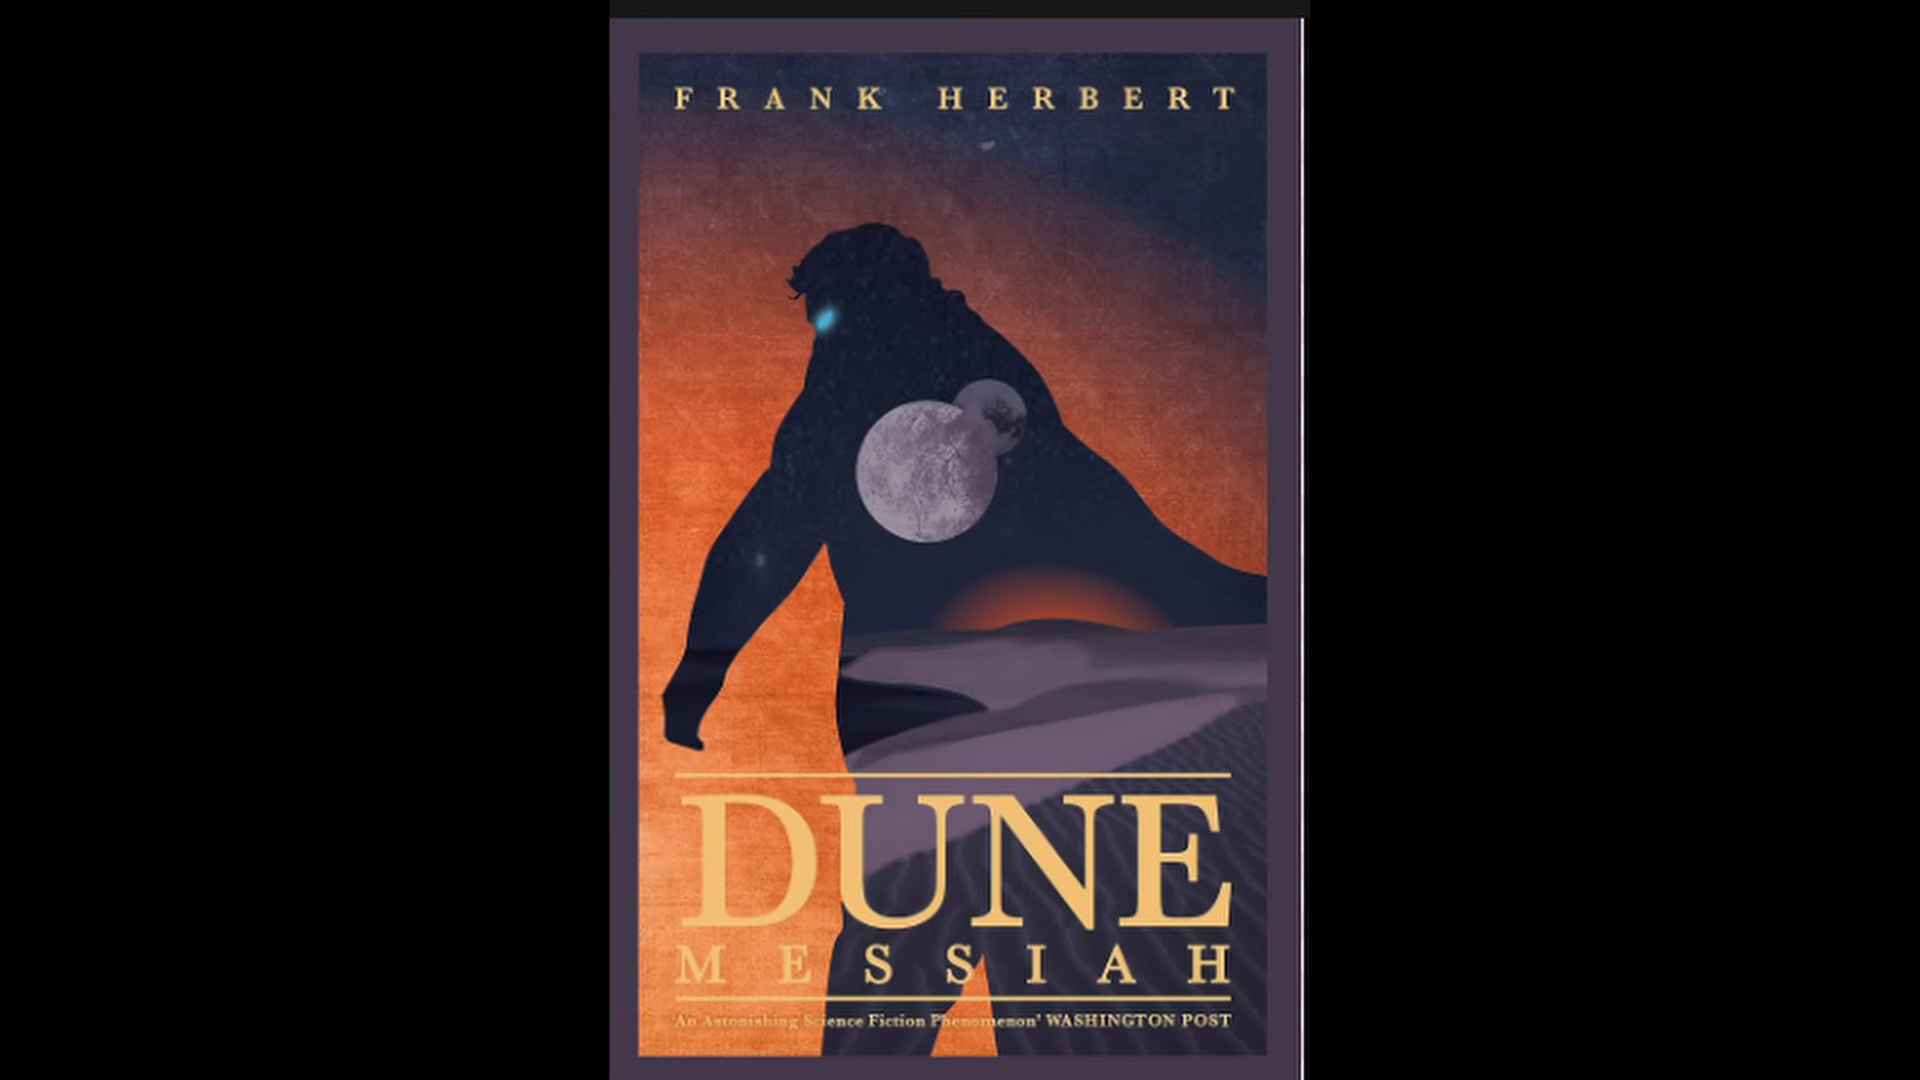 FRANK HERBERT
DUNE
MESSIAH
An Astonishing Science Fiction Phenomenon' WASHINGTON POST